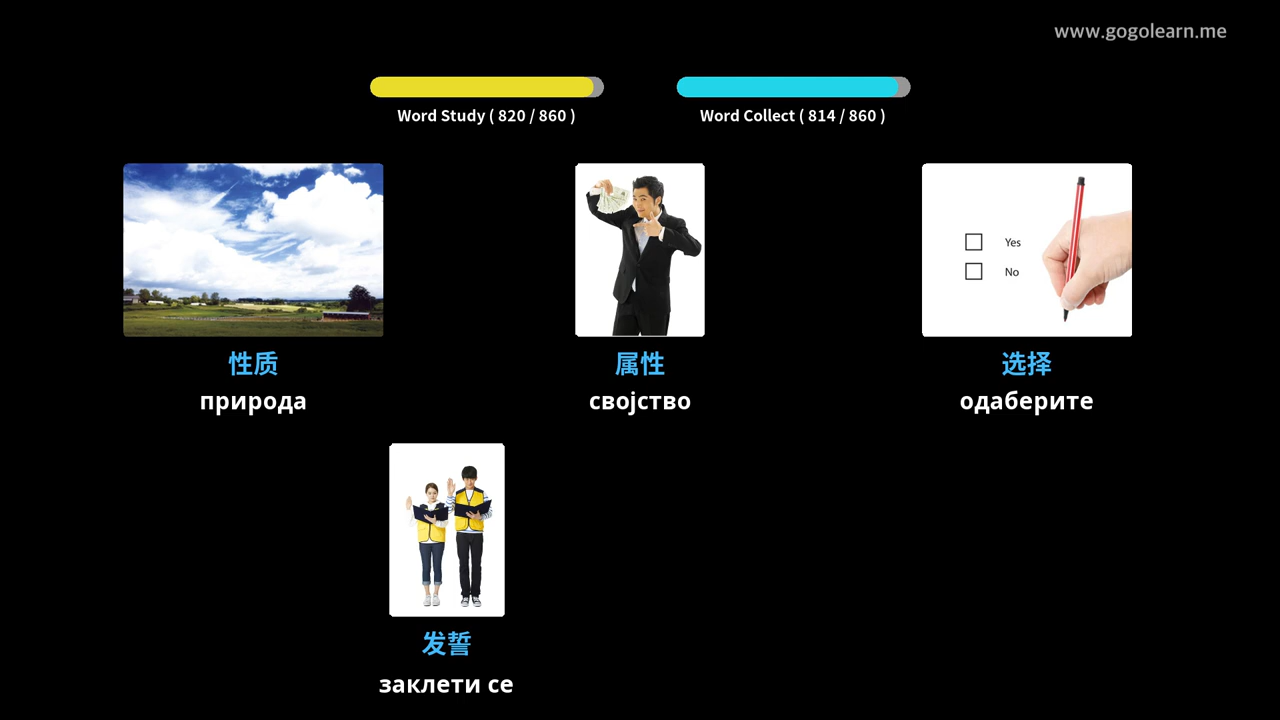 www.gogolearn.me
Word Study ( 820 / 860 )
Word Collect ( 814 / 860 )
Yes
No
性质
природа
属性
својство
选择
одаберите
发誓
заклети се